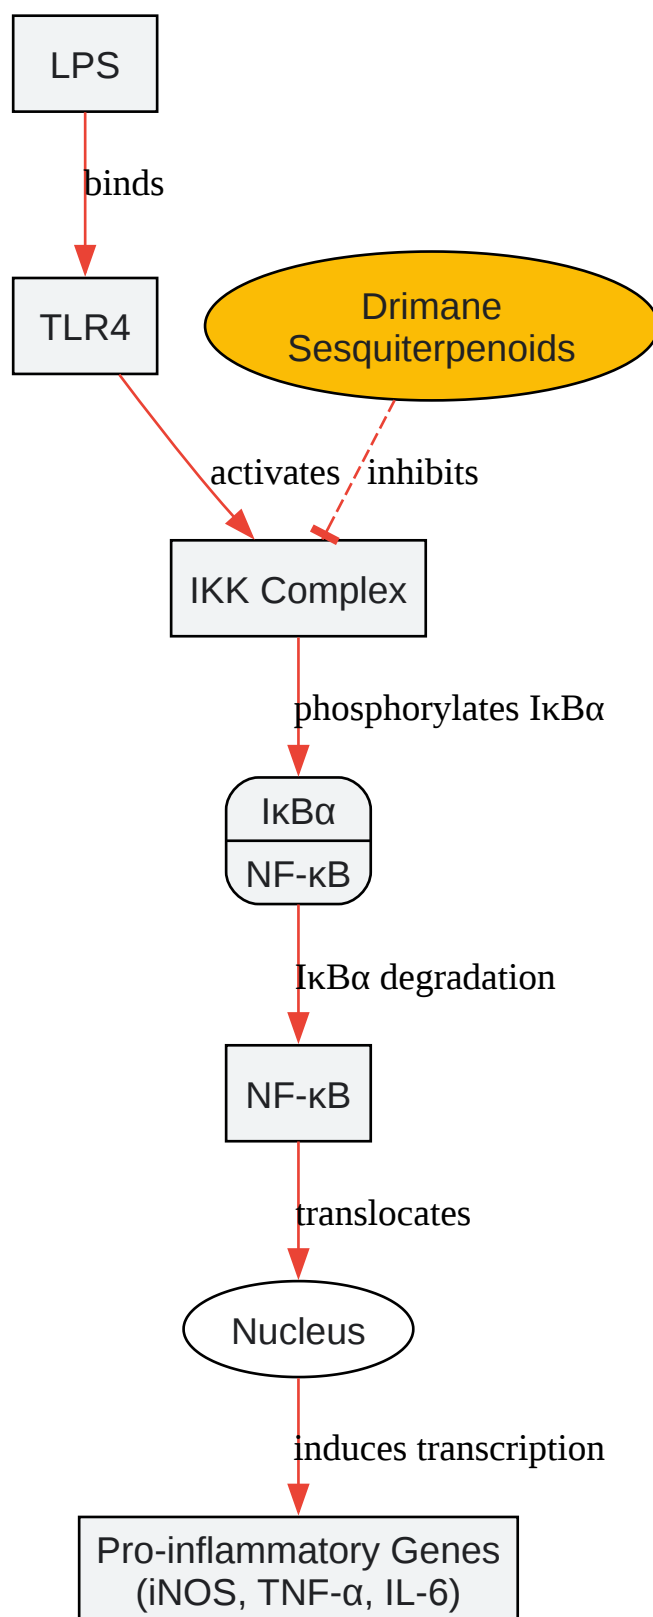 LPS
binds
TLR4
Drimane
Sesquiterpenoids
activates
inhibits
IKK Complex
phosphorylates IκBα
IκBα
NF-κB
IκBα degradation
NF-κB
translocates
Nucleus
induces transcription
Pro-inflammatory Genes
(iNOS, TNF-α, IL-6)